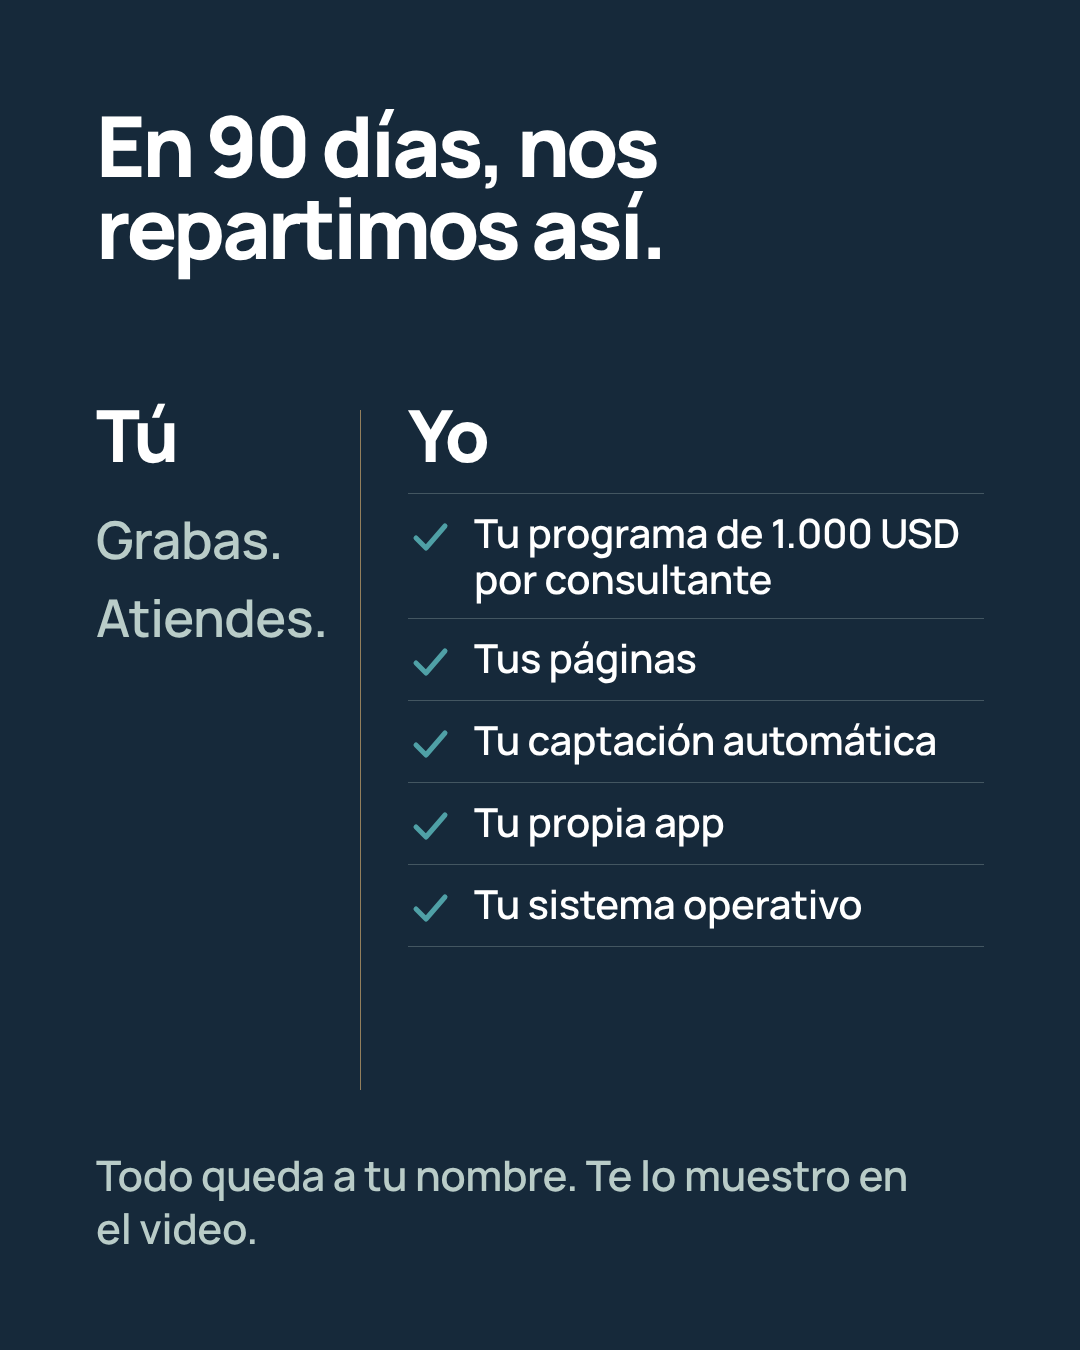 En 90 días, nos
repartimos así.
Tú
Grabas.
Atiendes.
Yo
Tu programa de 1.000 USD
por consultante
Tus páginas
Tu captación automática
Tu propia app
Tu sistema operativo
Todo queda a tu nombre. Te lo muestro en
el video.